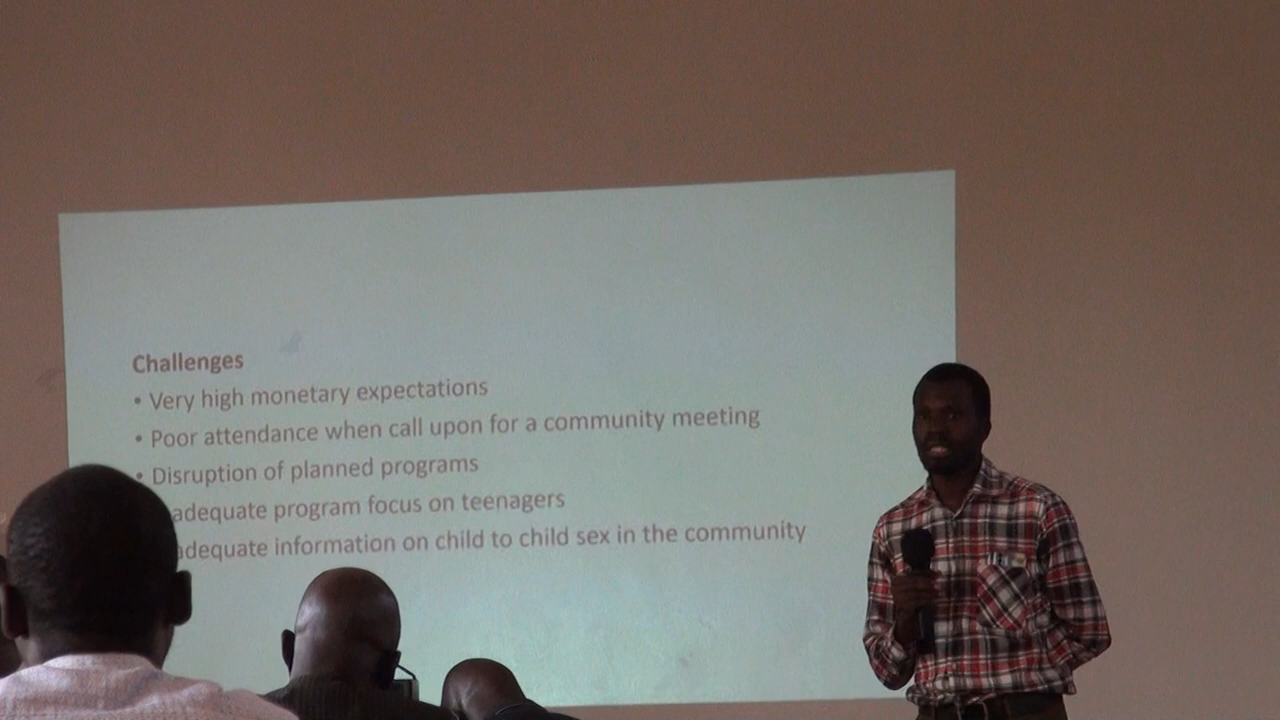 Challenges
• Very high monetary expectations
• Poor attendance when call upon for a community meeting
• Disruption of planned programs
adequate program focus on teenagers
adequate information on child to child sex in the community